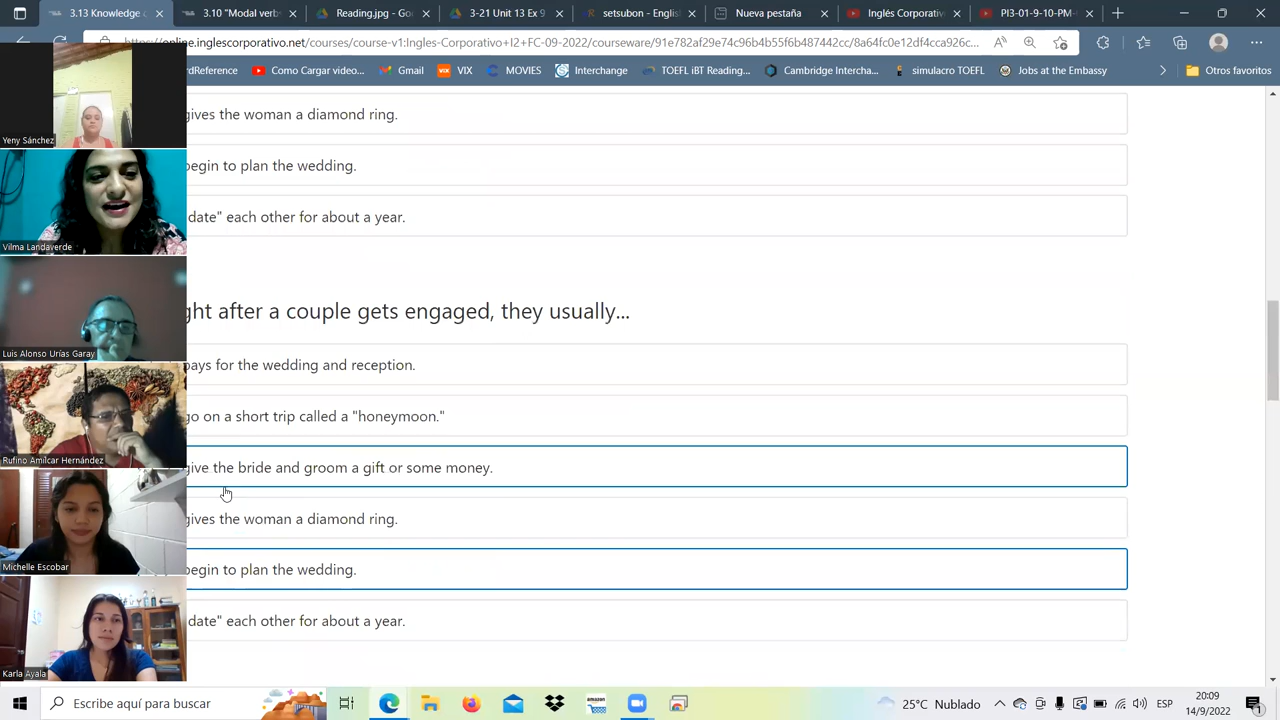 3.13 Knowledge
3.10 "Modal verb
Reading.jpg - Goo
3-21 Unit 13 Ex 9
setsubon - Englis
Nueva pestaña
Ingles Corporativ
PI3-01-9-10-PM-
https://online.inglescorporativo.net/courses/course-v1:Ingles-Corporativo+I2+FC-09-2022/courseware/91e782af29e74c96b4b55f6b487442cc/8a64fc0e12df4cca926c...
rdReference
Como Cargar video...
Gmail
VIX
MOVIES
Interchange
TOEFL iBT Reading...
Cambridge Intercha...
simulacro TOEFL
Jobs at the Embassy
Otros favoritos
gives the woman a diamond ring.
begin to plan the wedding.
date" each other for about a year.
ght after a couple gets engaged, they usually...
pays for the wedding and reception.
go on a short trip called a "honeymoon."
give the bride and groom a gift or some money.
gives the woman a diamond ring.
begin to plan the wedding.
date" each other for about a year.
Yeny Sánchez
Vilma Landaverde
Luis Alonso Urías Garay
Rufino Amilcar Hernández
Michelle Escobar
Karla Ayala
Escribe aquí para buscar
amazon
25°C Nublado
ESP
20:09
14/9/2022
1